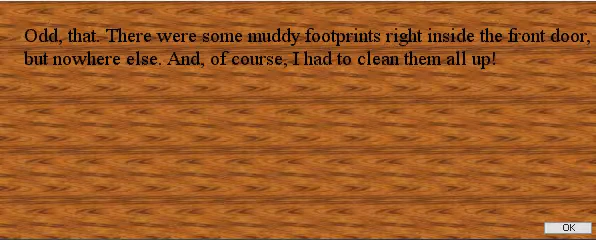 Odd, that. There were some muddy footprints right inside the front door,
but nowhere else. And, of course, I had to clean them all up!
OK